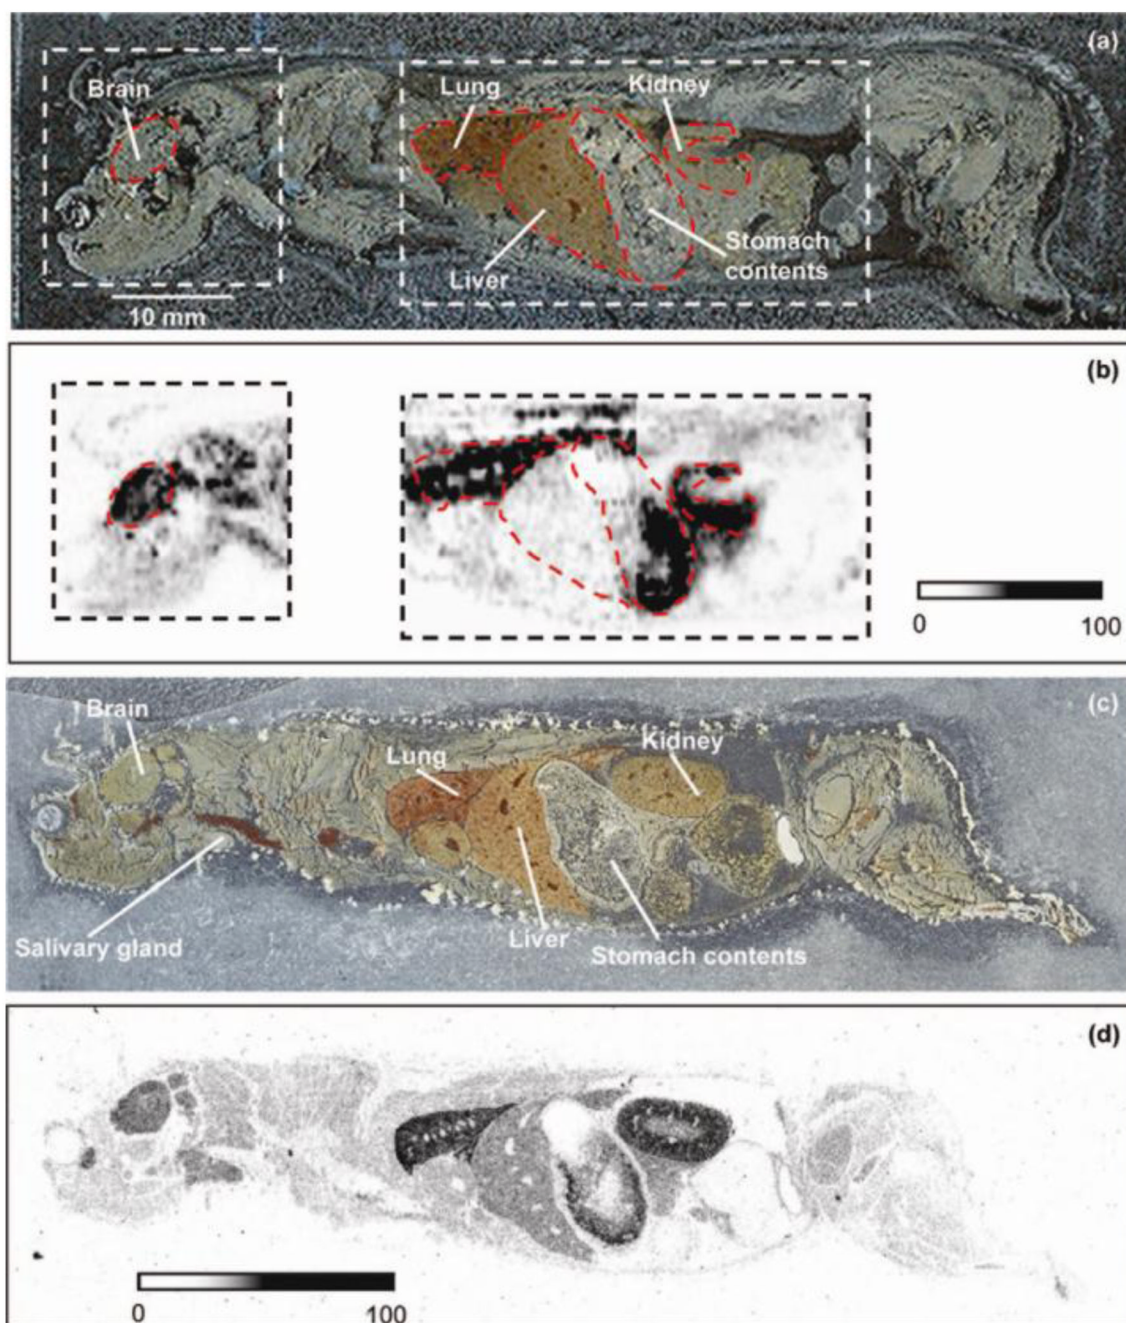 (a)
Brain
Lung
Kidney
Stomach
contents
Liver
10 mm
(b)
0
100
(c)
Brain
Lung
Kidney
Salivary gland
Liver
Stomach contents
(d)
0
100